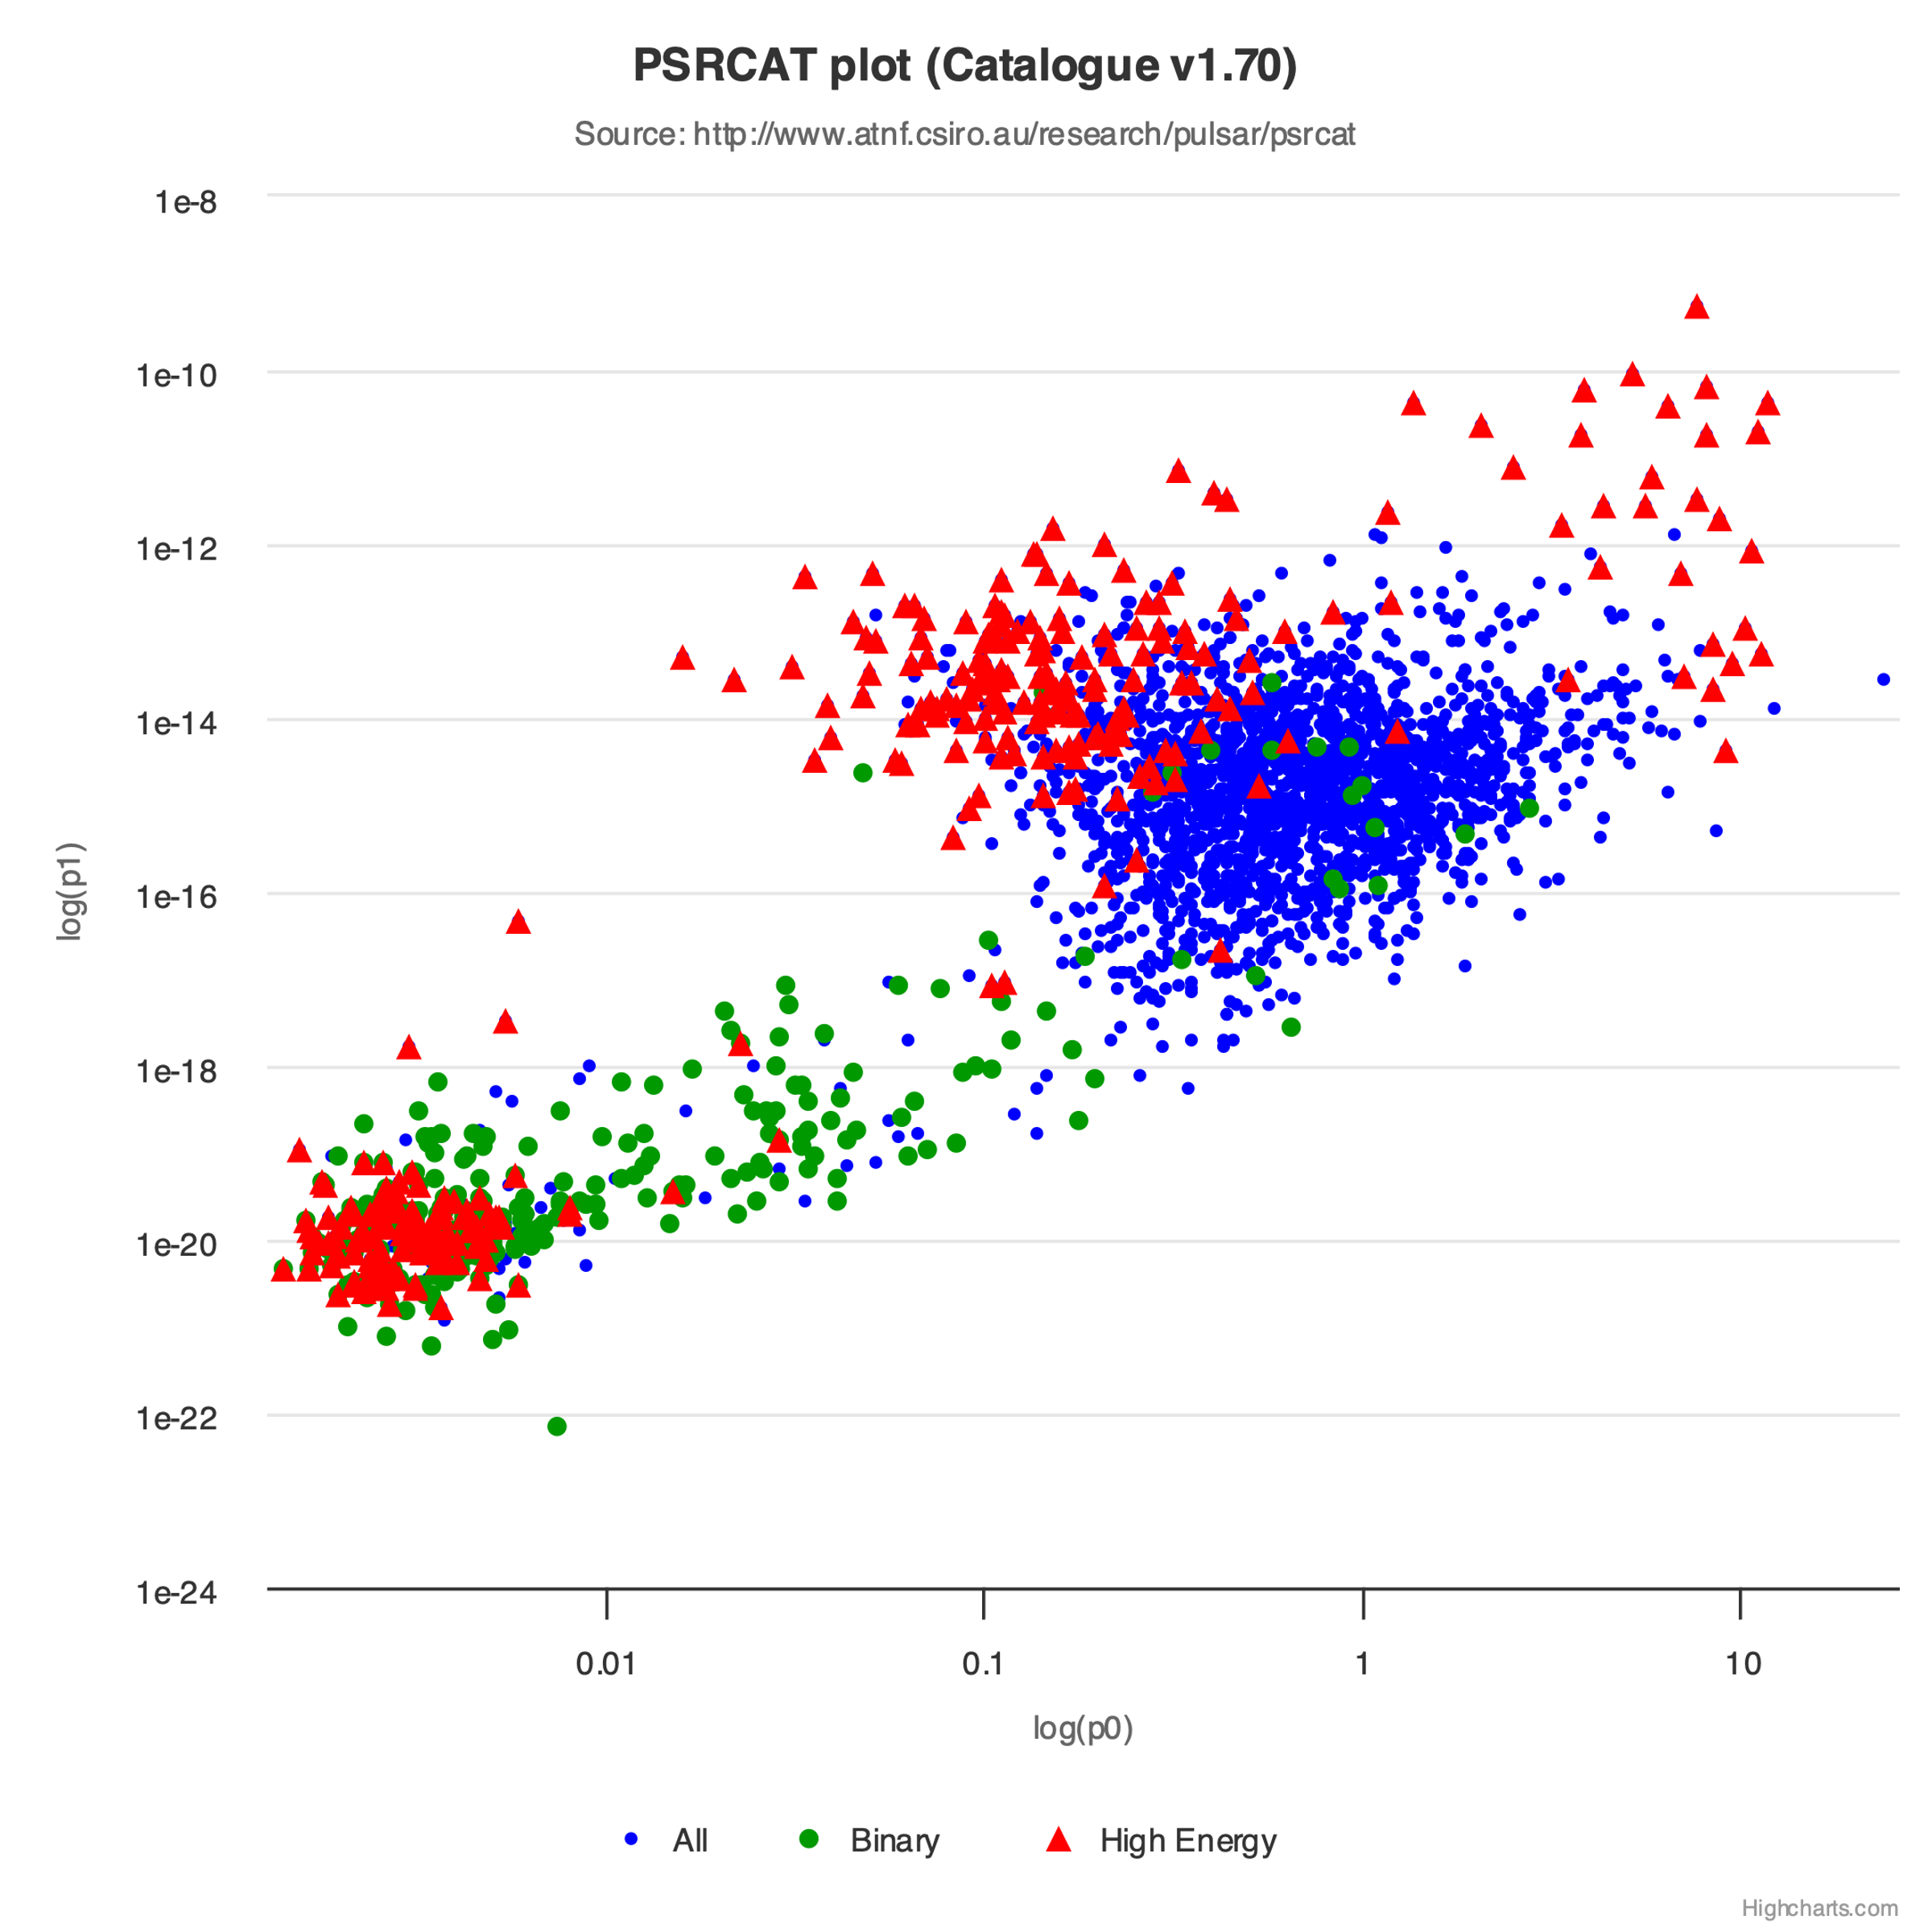 PSRCAT plot (Catalogue v1.70)
Source: http://www.atnf.csiro.au/research/pulsar/psrcat
1e-8
1e-10
1e-12
1e-14
1e-16
1e-18
1e-20
1e-22
1e-24
log(p1)
0.01
0.1
1
10
log(p0)
All
Binary
High Energy
Highcharts.com